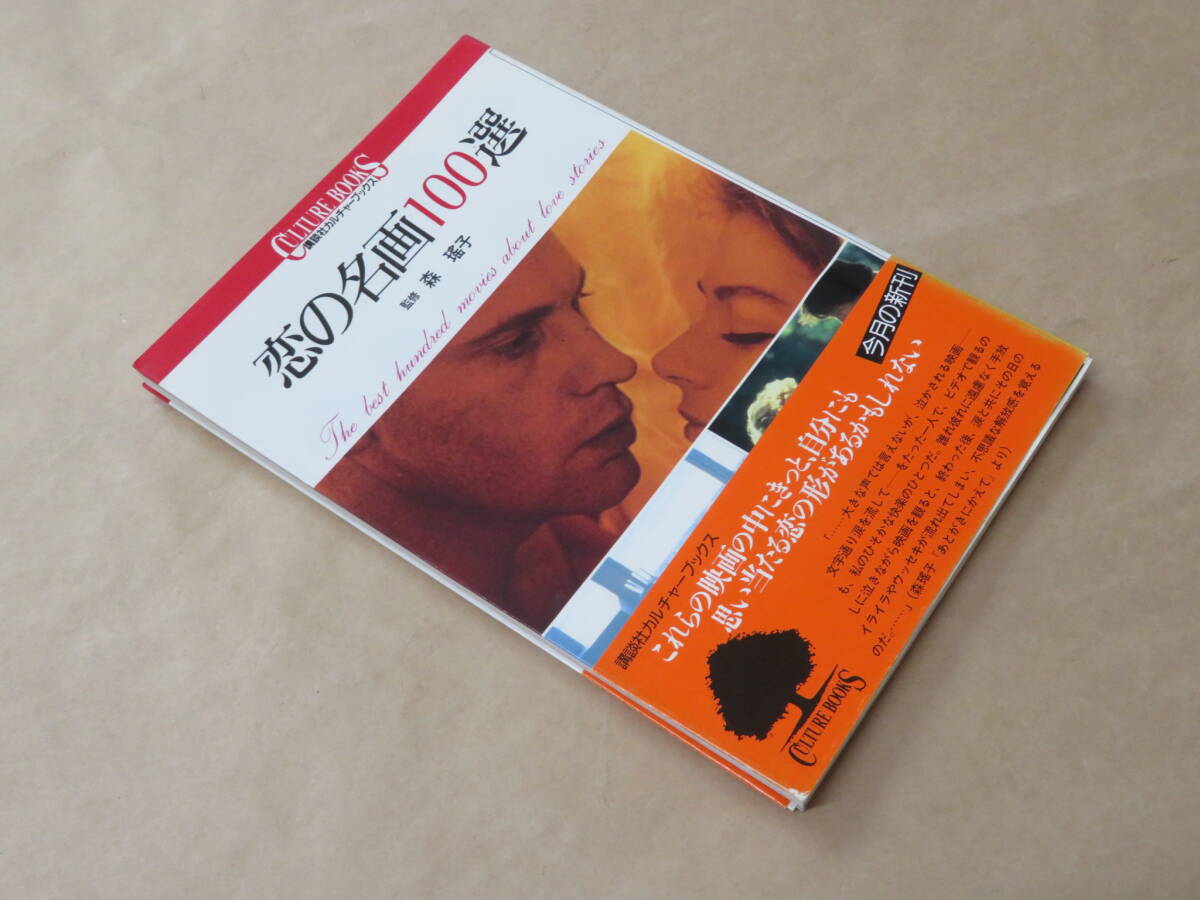 CULTURE BOOKS
講談社カルチャーブックス
恋の名画100選
監修 森 瑤子
The best hundred movies about love stories
今月の新刊
講談社カルチャーブックス
これらの映画の中にきっと、自分にも
思い当たる恋の形があるかもしれない
「……大きな声では言えないが、泣かされる映画──
文字通り涙を流して──をたった一人で、ビデオで観るの
も、私のひそかな快楽のひとつだ。誰れ彼れに遠慮なく手放
しに泣きながら映画を観ると、終わった後、涙と共にその日の
イライラやウッセキが流れ出てしまい、不思議な解放感を覚える
のだ。……」(森瑤子「あとがきにかえて」より)
CULTURE BOOKS